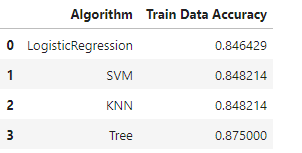 Algorithm Train Data Accuracy
0 LogisticRegression 0.846429
1 SVM 0.848214
2 KNN 0.848214
3 Tree 0.875000